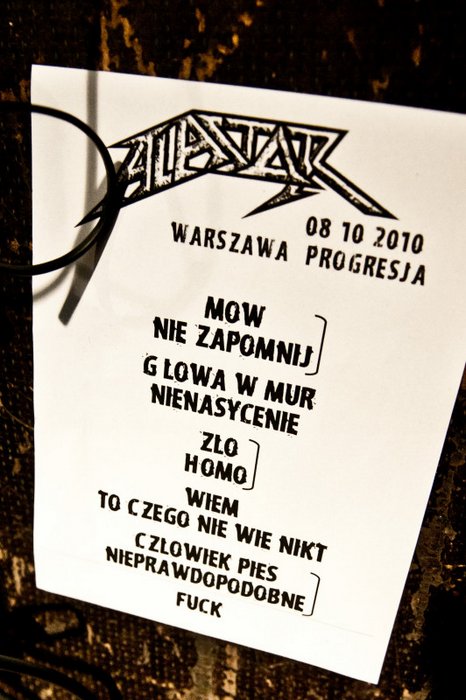 ALASTAR
08 10 2010
WARSZAWA PROGRESJA
MOW
NIE ZAPOMNIJ
GLOWA W MUR
NIENASYCENIE
ZLO
HOMO
WIEM
TO CZEGO NIE WIE NIKT
CZLOWIEK PIES
NIEPRAWDOPODOBNE
FUCK